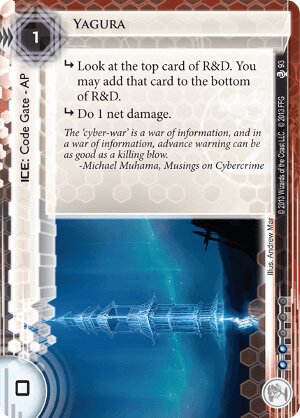 1
YAGURA
↳ Look at the top card of R&D. You
may add that card to the bottom
of R&D.
↳ Do 1 net damage.
The 'cyber-war' is a war of information, and in
a war of information, advance warning can be
as good as a killing blow.
-Michael Muhama, Musings on Cybercrime
ICE: Code Gate - AP
93
© 2013 Wizards of the Coast LLC. © 2013 FFG
Illus. Andrew Mar
0